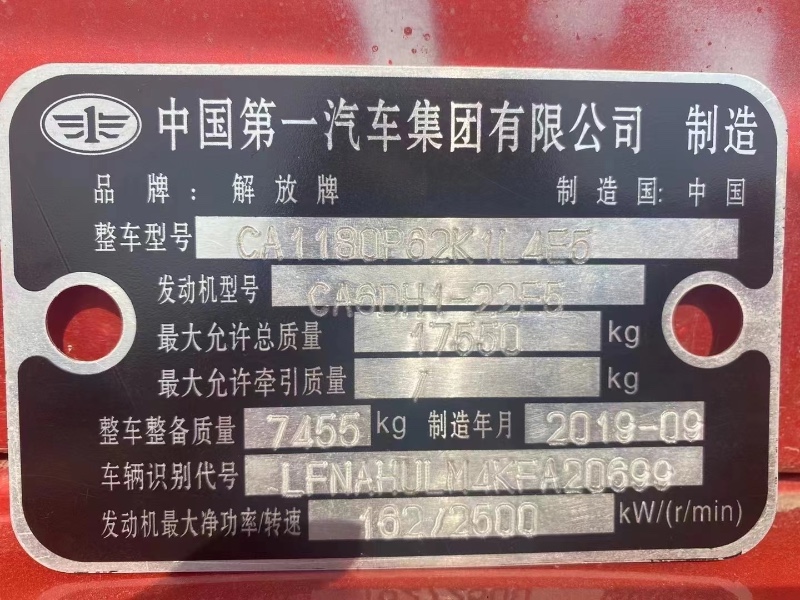 中国第一汽车集团有限公司 制造
品牌：解放牌 制造国：中国
整车型号 CA1180P62K1L4E5
发动机型号 CA6DH1-22E5
最大允许总质量 17550 kg
最大允许牵引质量 / kg
整车整备质量 7455 kg 制造年月 2019-09
车辆识别代号 LFNAHULM4KFA20699
发动机最大净功率/转速 162/2500 kW/(r/min)